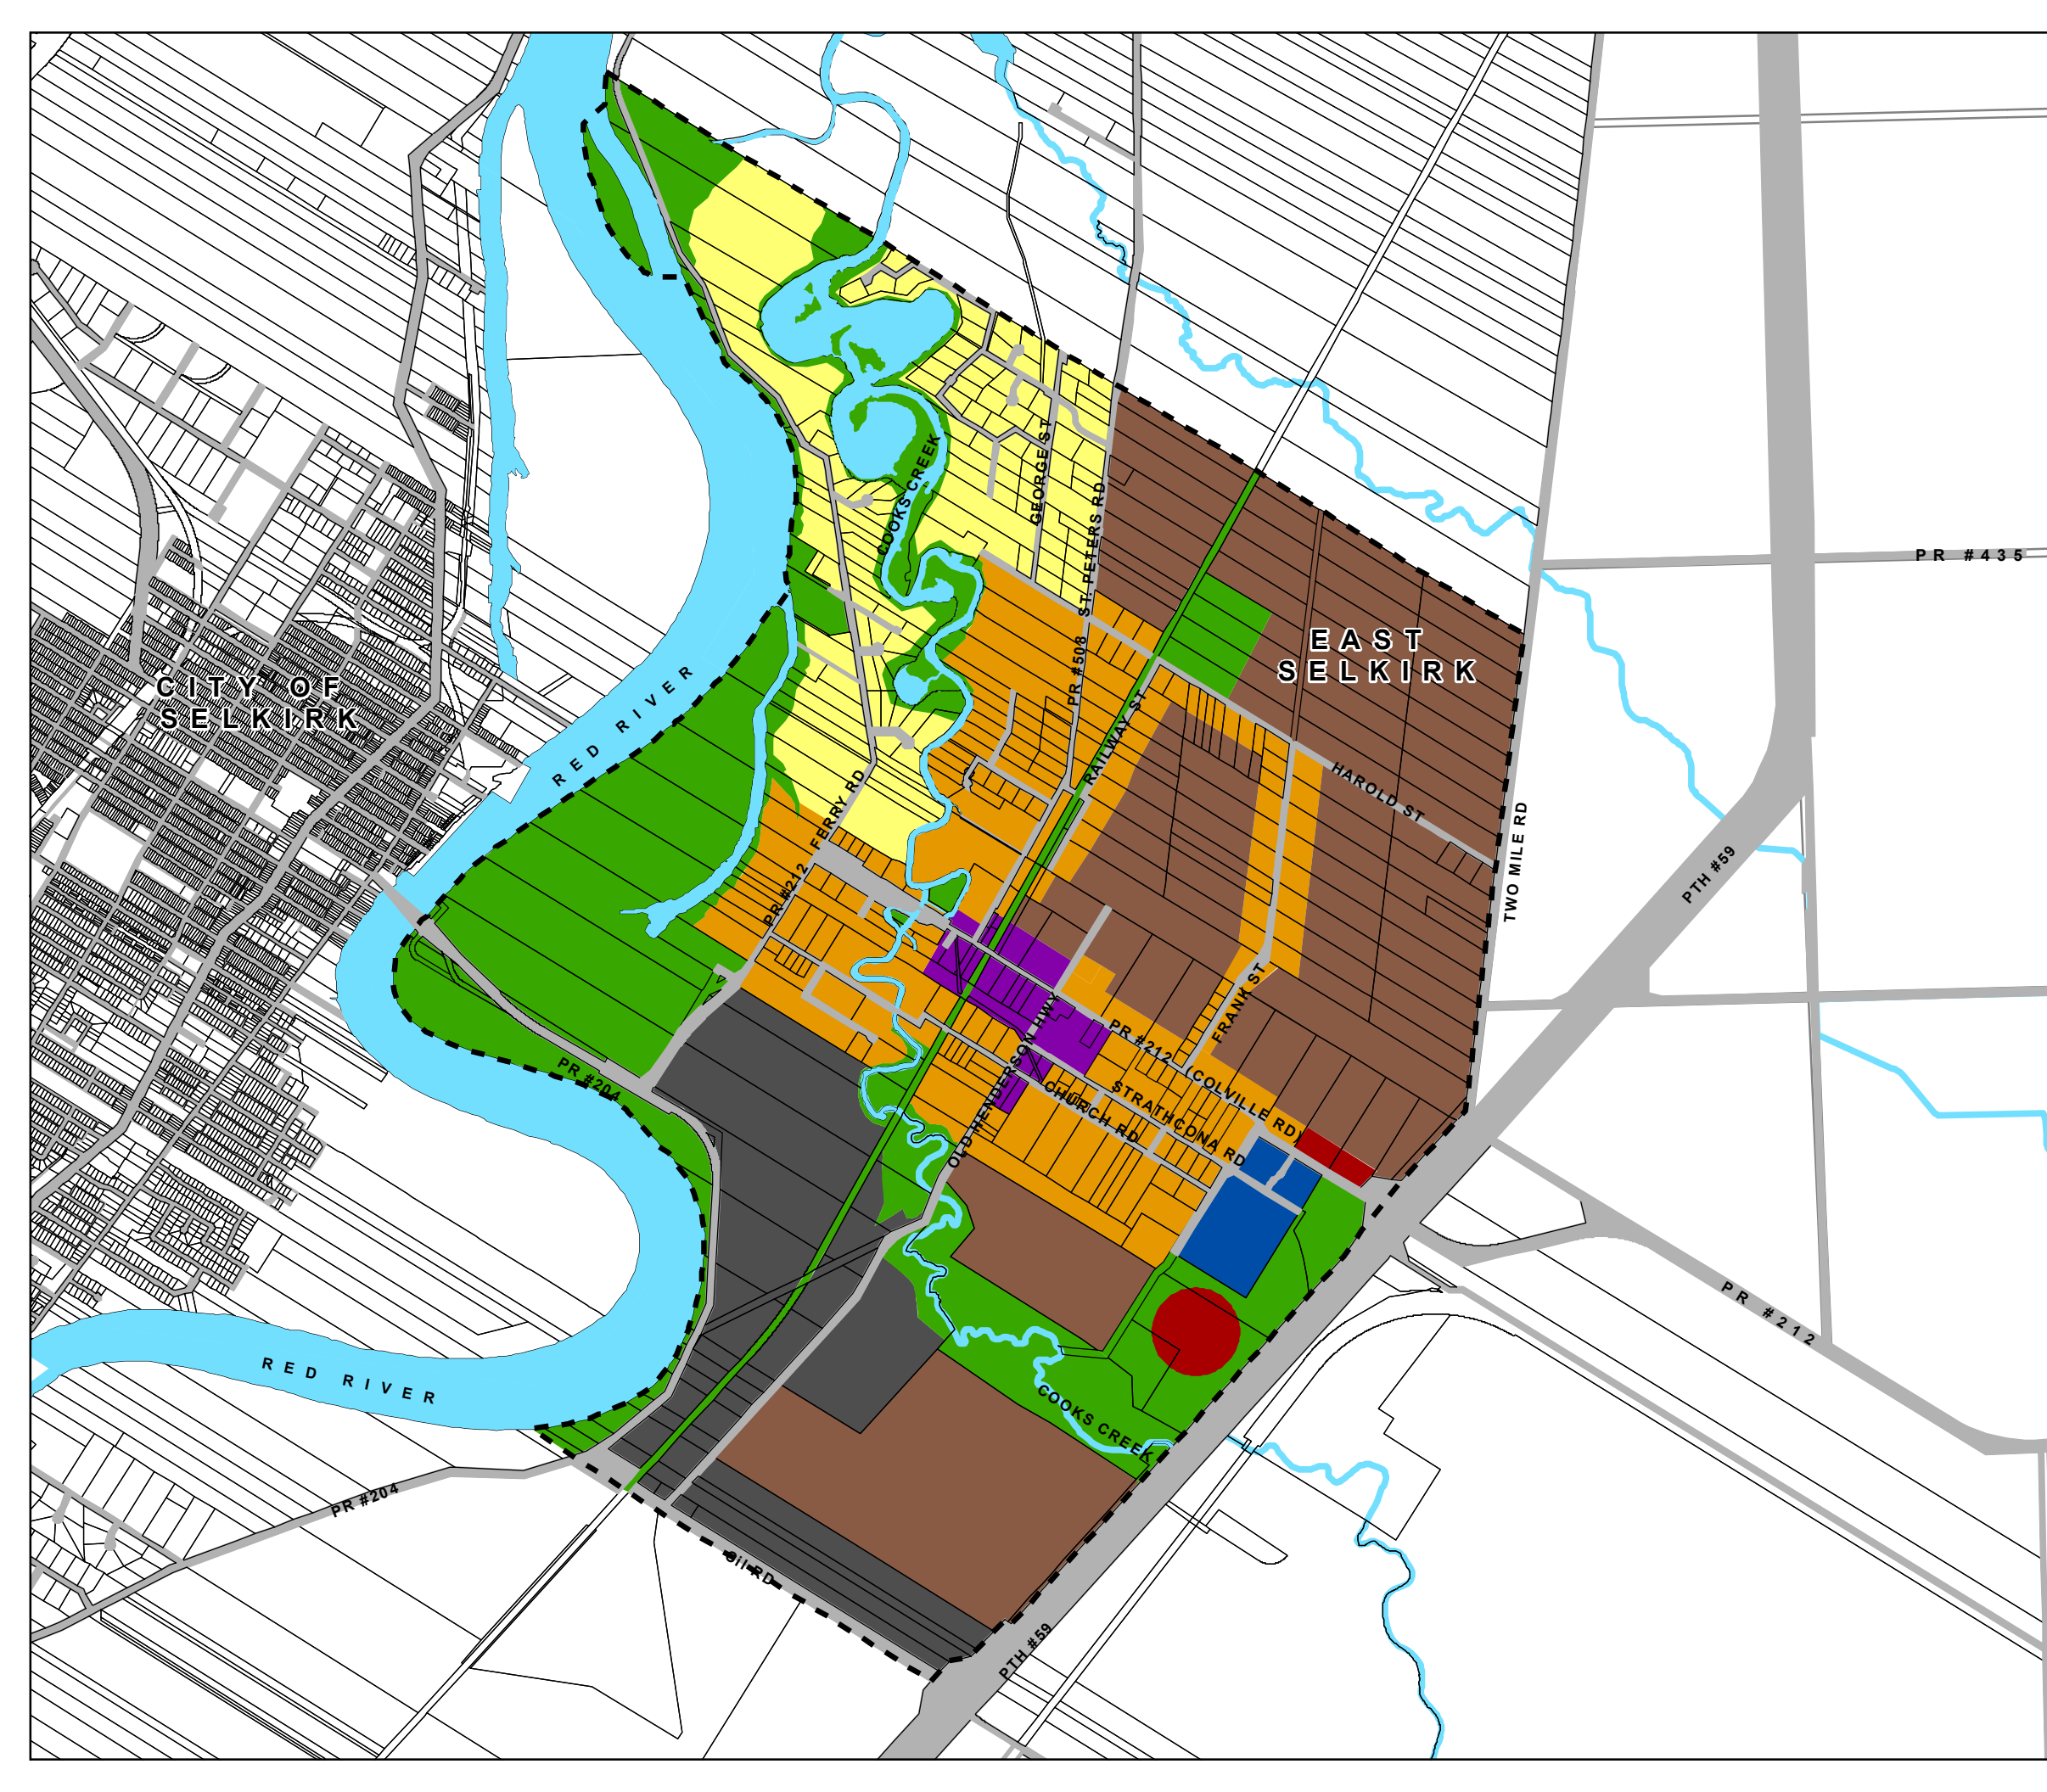 PR #435
GEORGE ST
COOKS CREEK
ST. PETERS RD
EAST
SELKIRK
PR #508
CITY OF
SELKIRK
RED RIVER
RAILWAY ST
HAROLD ST
FERRY RD
TWO MILE RD
PTH #59
PR #212
FRANK ST
OLD HENDERSON HWY
PR #212 (COLVILLE RD)
PR #204
STRATHCONA RD
CHURCH RD
PR #212
RED RIVER
COOKS CREEK
PR #204
Gil RD
PTH #59